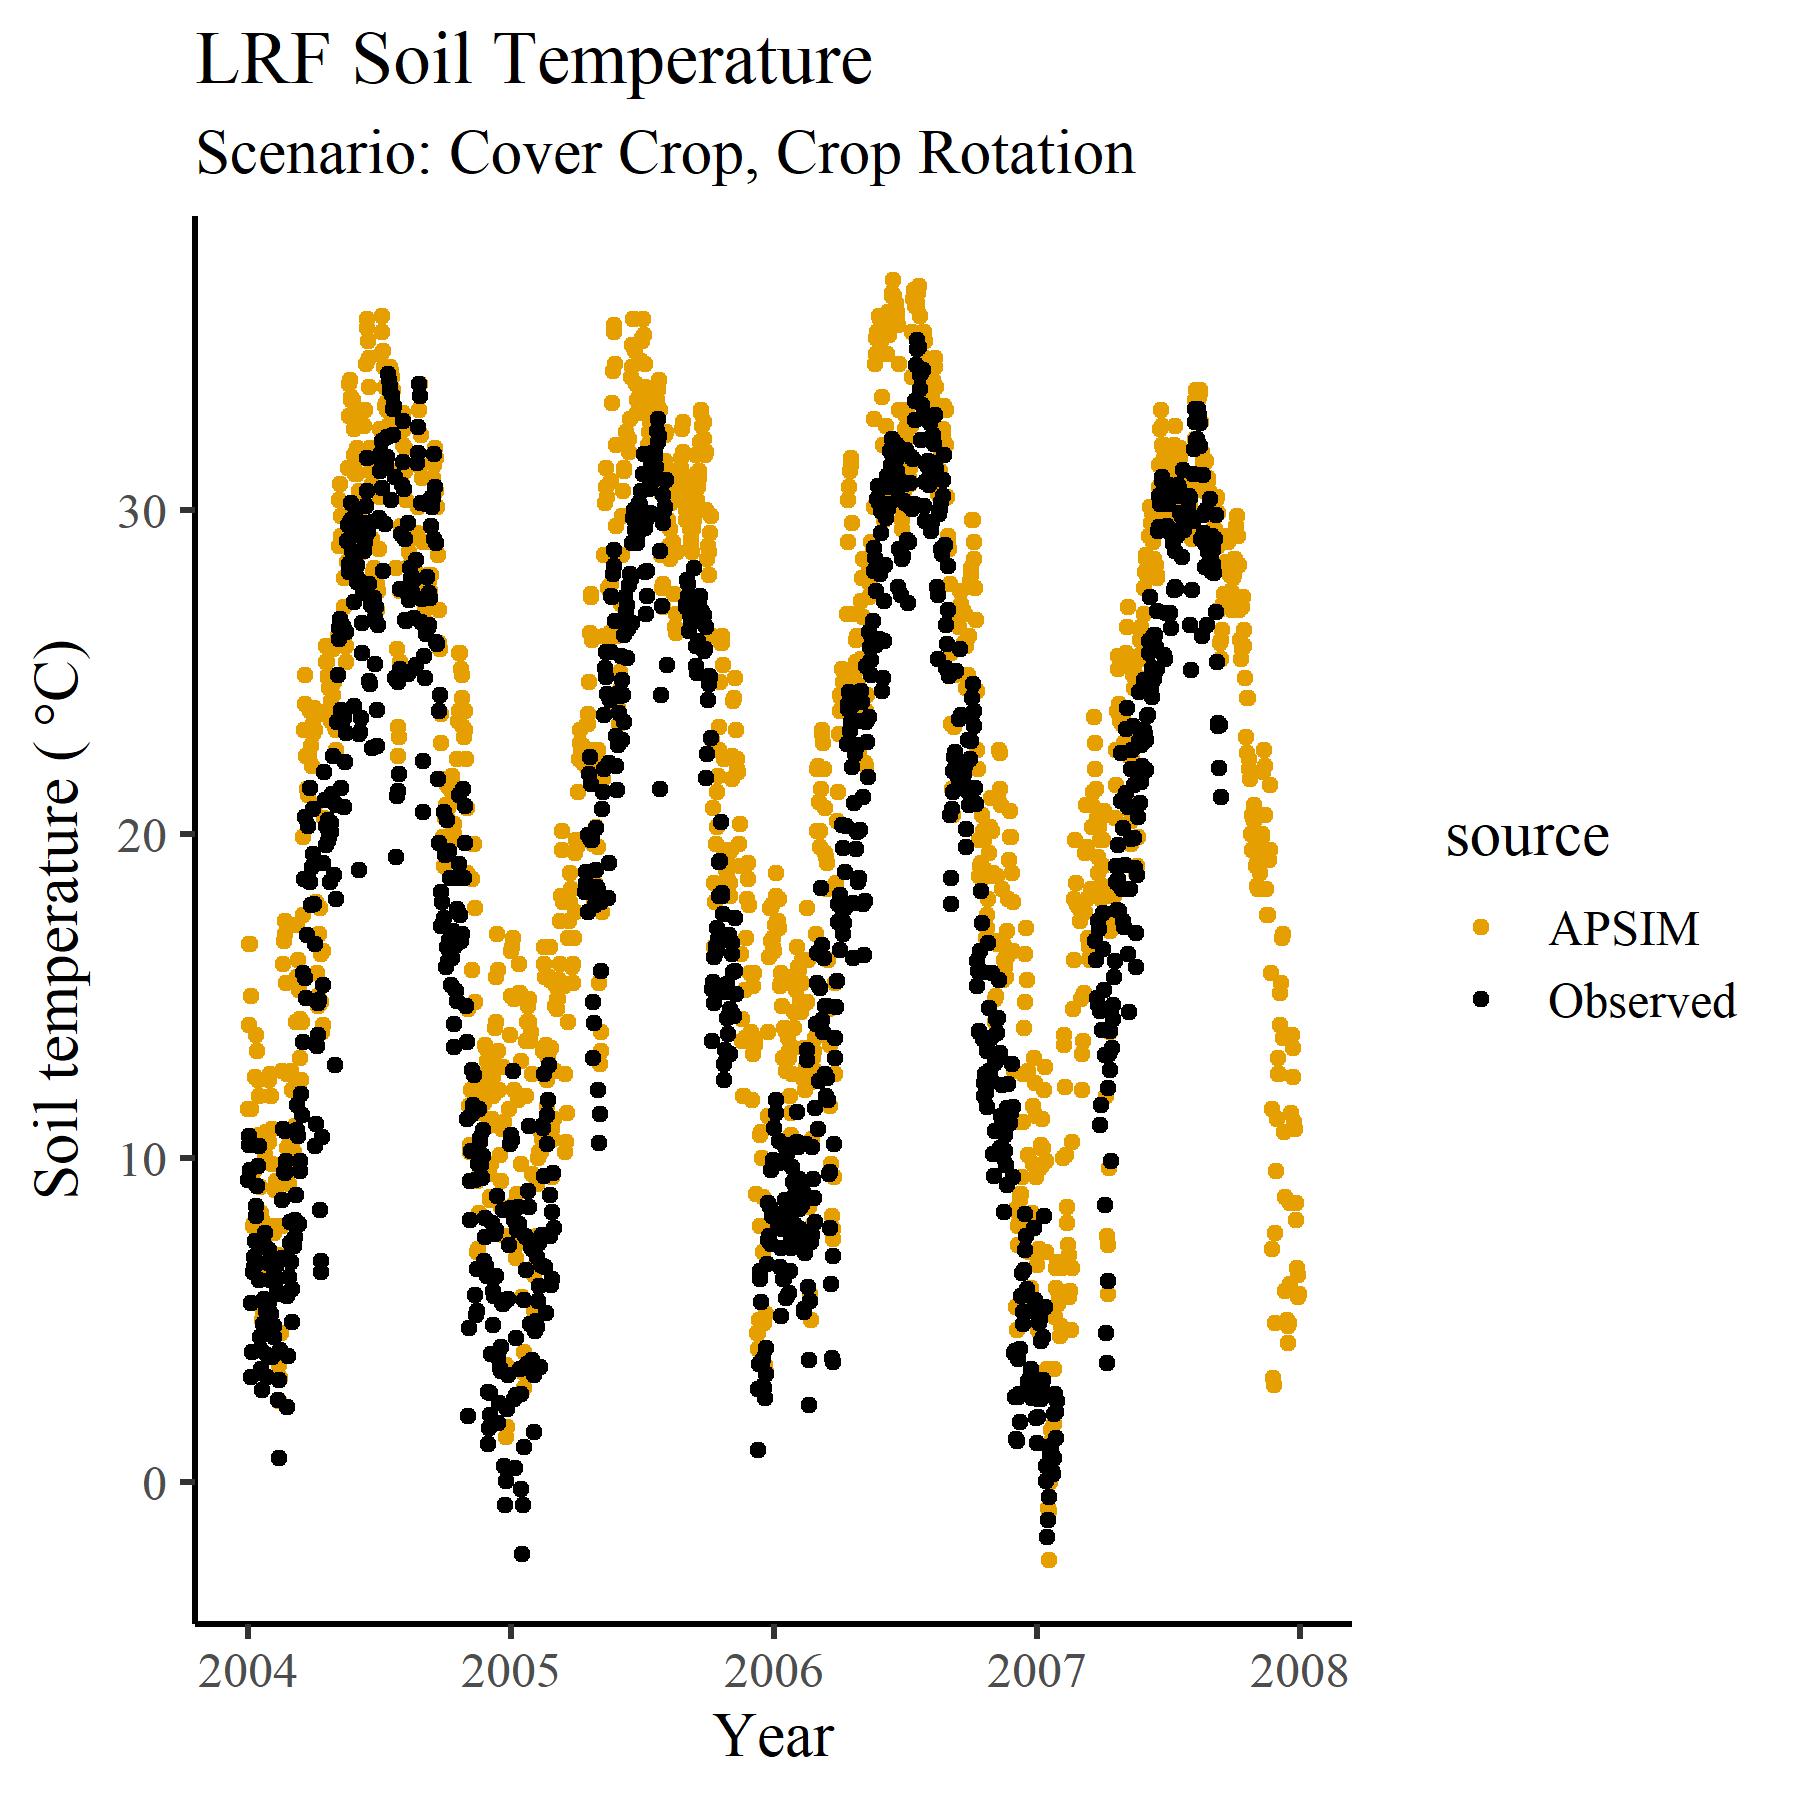 LRF Soil Temperature
Scenario: Cover Crop, Crop Rotation
Soil temperature ( °C)
30
20
10
0
2004 2005 2006 2007 2008
Year
source
APSIM
Observed